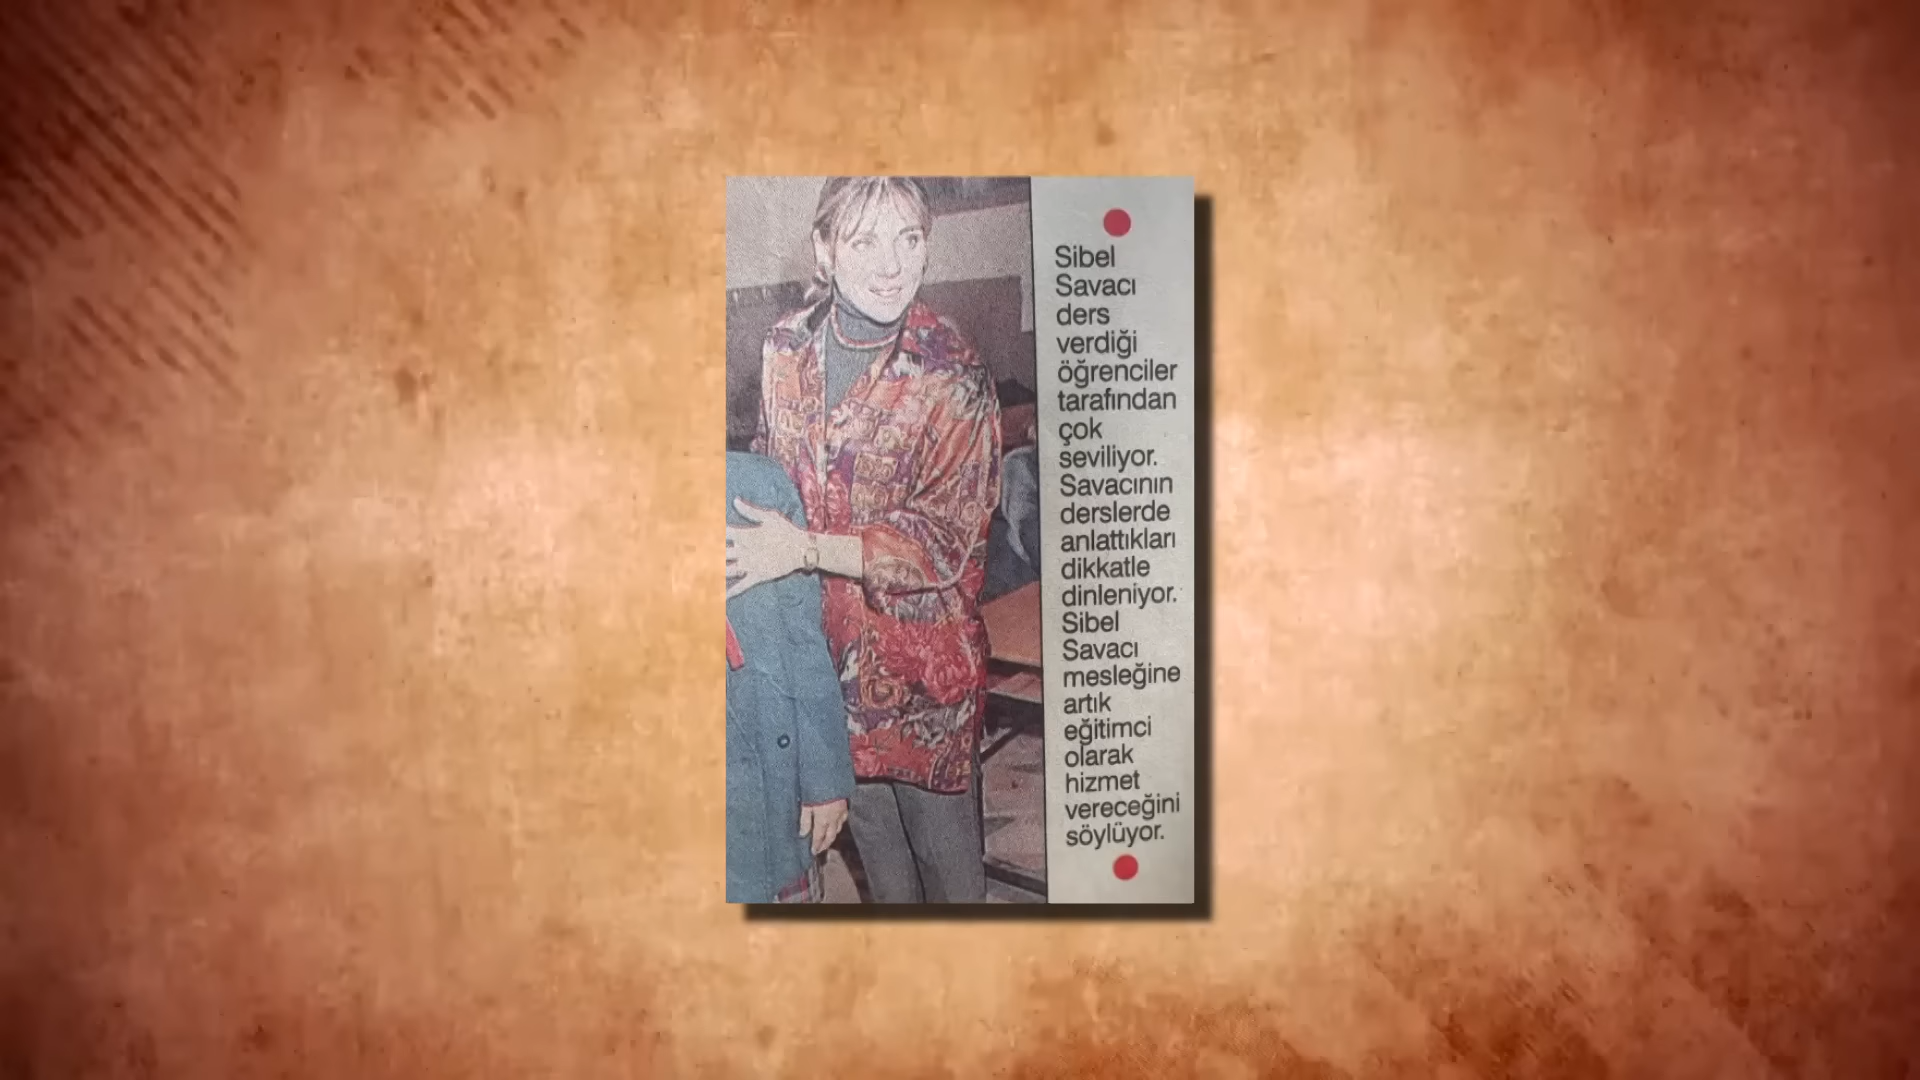 Sibel
Savacı
ders
verdiği
öğrenciler
tarafından
çok
seviliyor.
Savacının
derslerde
anlattıkları
dikkatle
dinleniyor.
Sibel
Savacı
mesleğine
artık
eğitimci
olarak
hizmet
vereceğini
söylüyor.